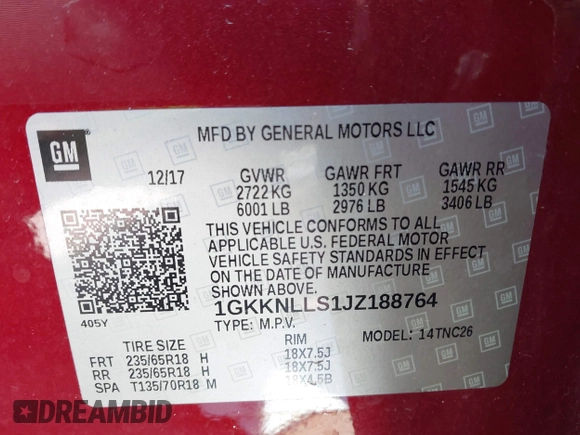 GM
MFD BY GENERAL MOTORS LLC
12/17 GVWR GAWR FRT GAWR RR
2722 KG 1350 KG 1545 KG
6001 LB 2976 LB 3406 LB
THIS VEHICLE CONFORMS TO ALL
APPLICABLE U.S. FEDERAL MOTOR
VEHICLE SAFETY STANDARDS IN EFFECT
ON THE DATE OF MANUFACTURE
SHOWN ABOVE.
405Y
1GKKNLLS1JZ188764
TYPE: M.P.V. MODEL: 14TNC26
TIRE SIZE RIM
FRT 235/65R18 H 18X7.5J
RR 235/65R18 H 18X7.5J
SPA T135/70R18 M 18X4.5B
DREAMBID